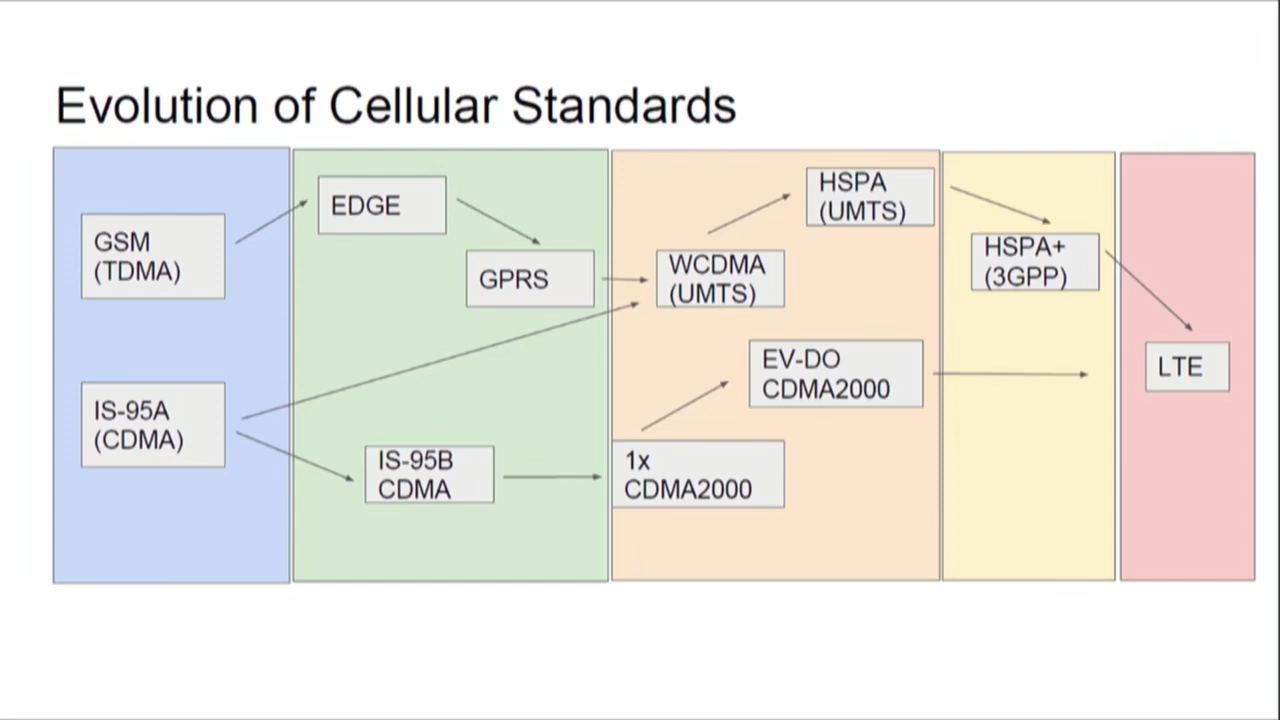 Evolution of Cellular Standards
GSM
(TDMA)
IS-95A
(CDMA)
EDGE
GPRS
IS-95B
CDMA
WCDMA
(UMTS)
HSPA
(UMTS)
EV-DO
CDMA2000
1x
CDMA2000
HSPA+
(3GPP)
LTE